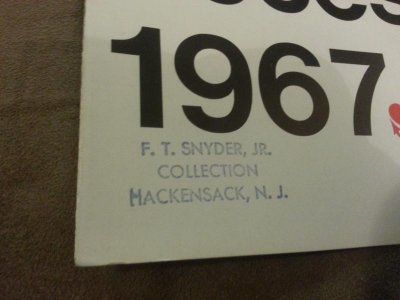 1967
F. T. SNYDER, JR.
COLLECTION
HACKENSACK, N. J.